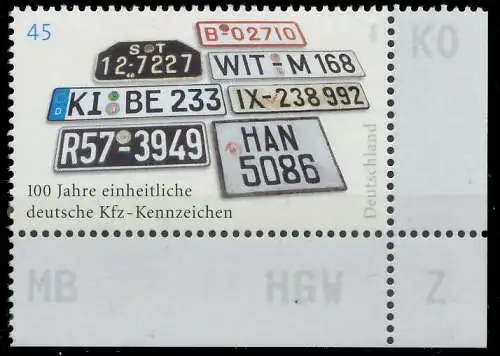 45
B 02710
KO
S T
12-7227
WIT-M 168
KI BE 233
D
IX-238 992
R57-3949
HAN
5086
Deutschland
100 Jahre einheitliche
deutsche Kfz-Kennzeichen
MB HGW Z